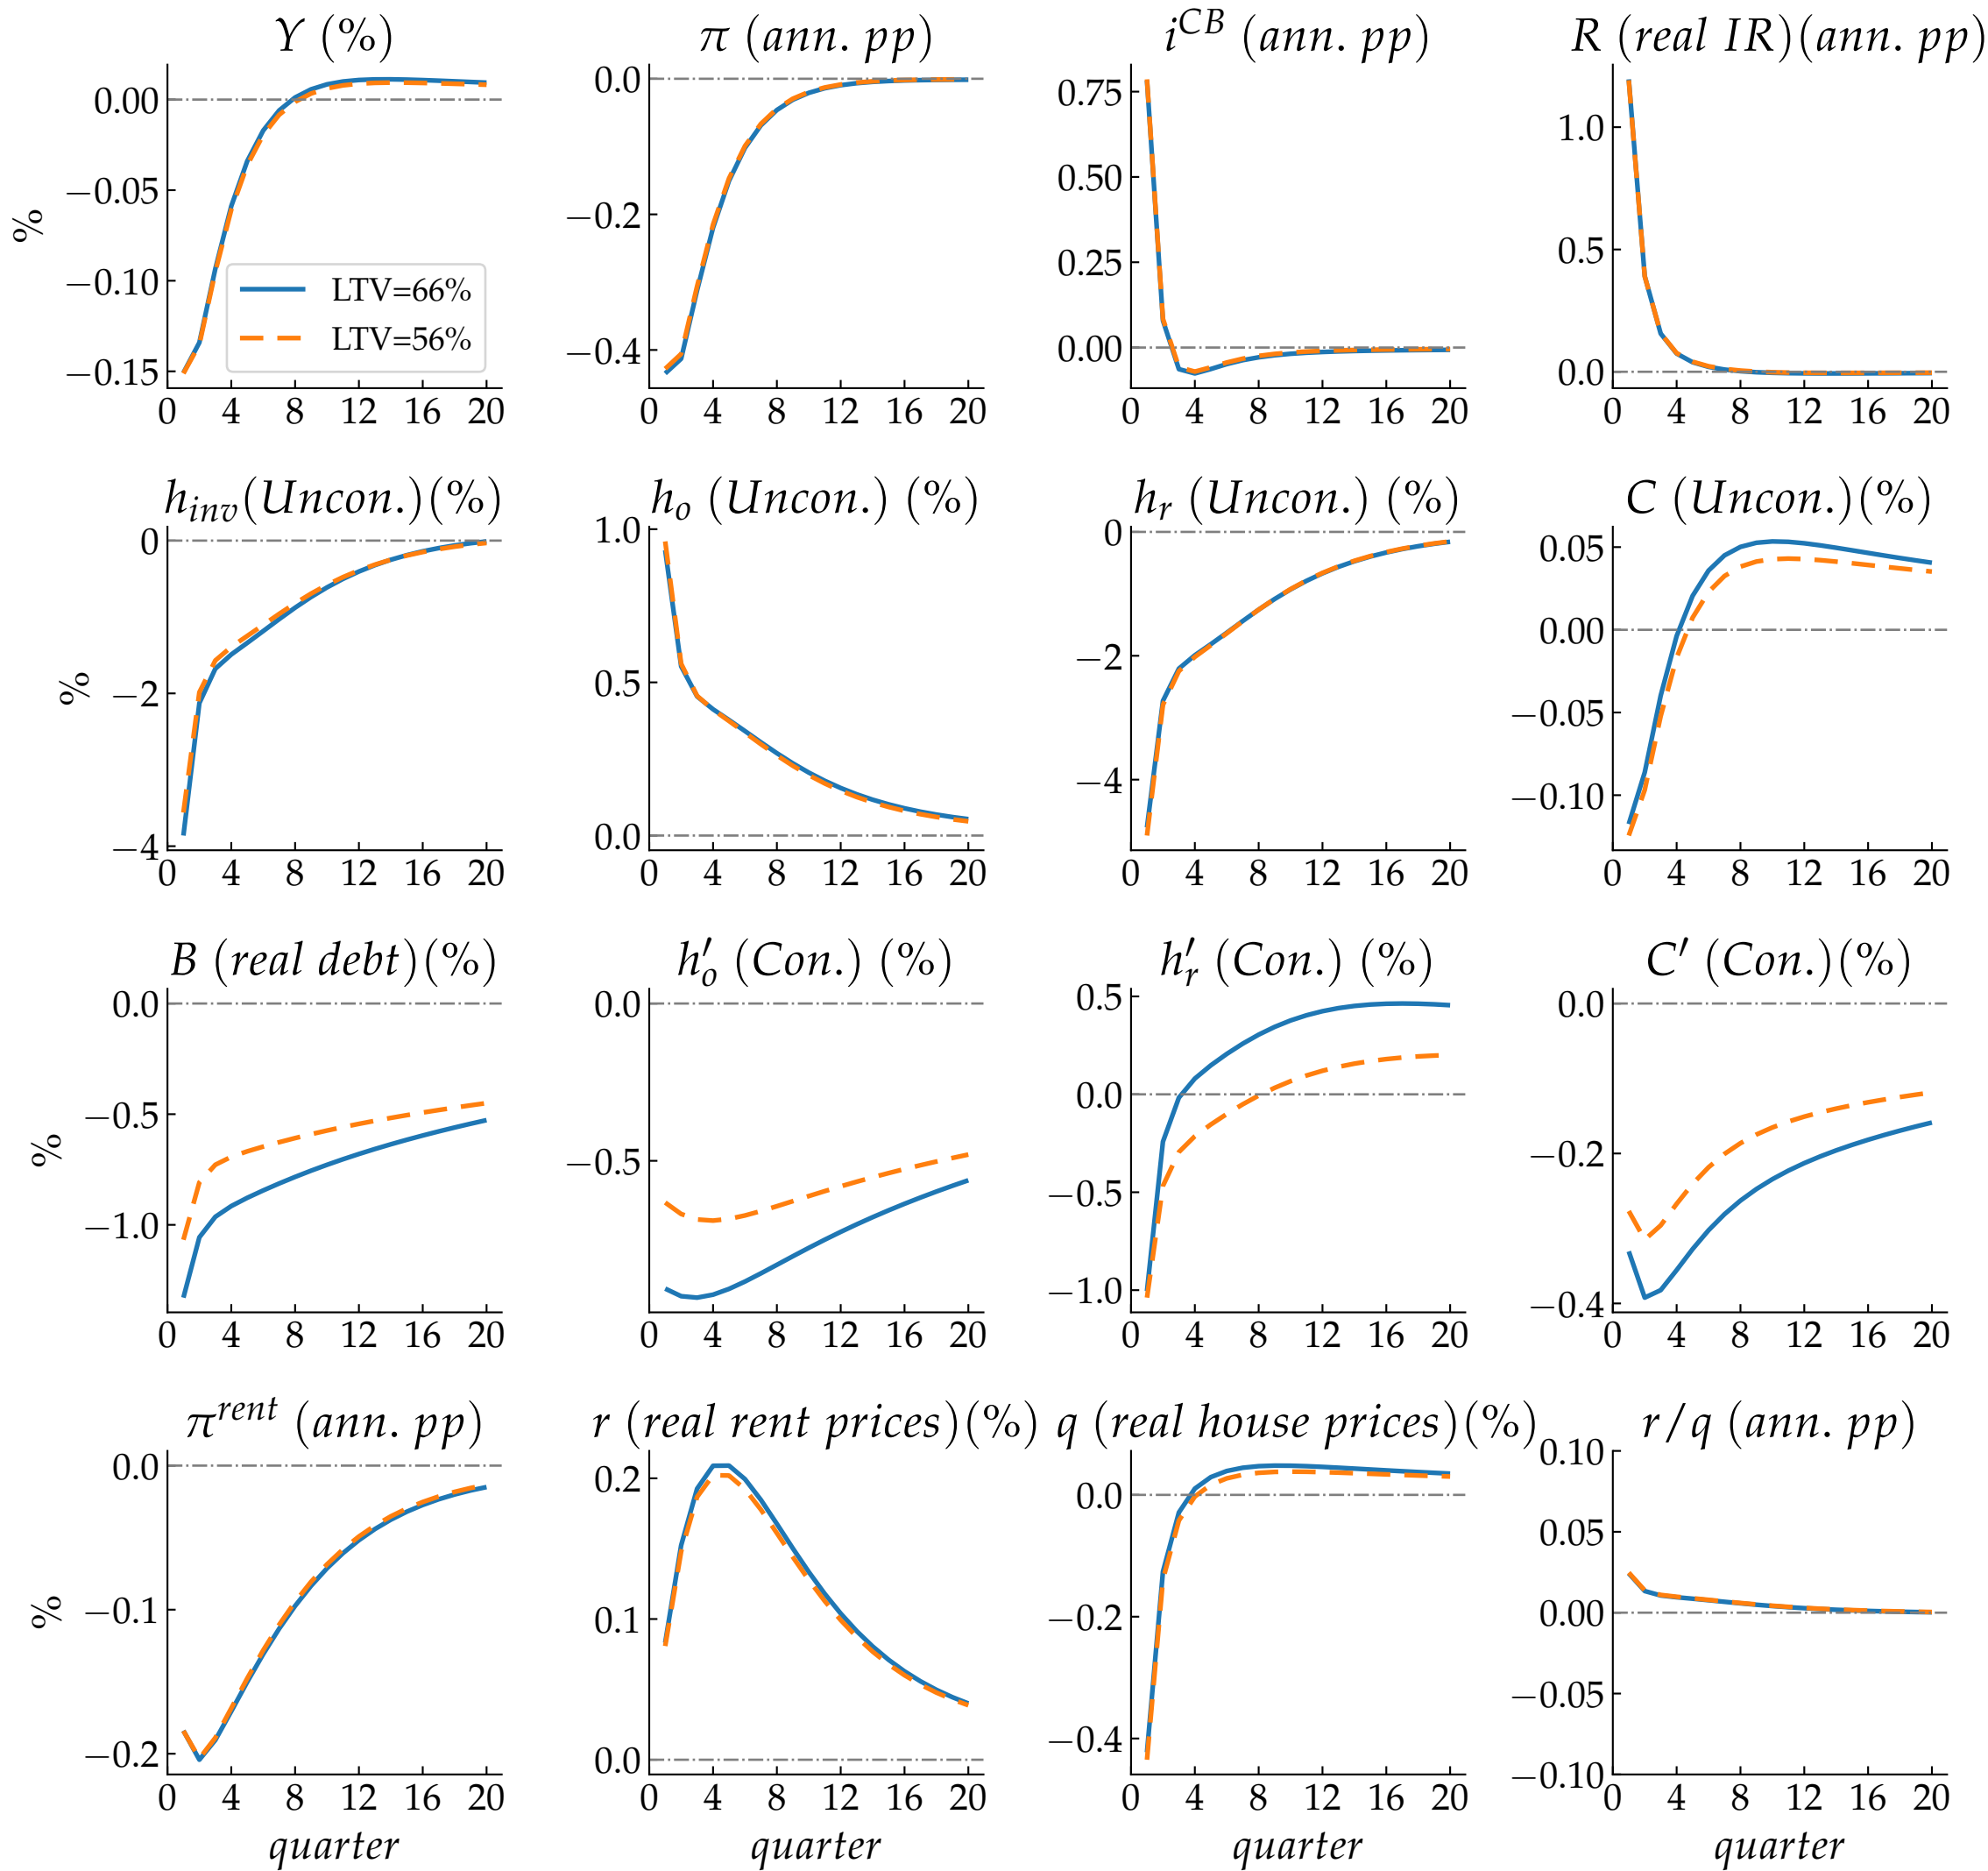 Y (%)
π (ann. pp)
i^{CB} (ann. pp)
R (real IR)(ann. pp)
%
0.00
−0.05
−0.10
−0.15
LTV=66%
LTV=56%
0 4 8 12 16 20
0.0
−0.2
−0.4
0 4 8 12 16 20
0.75
0.50
0.25
0.00
0 4 8 12 16 20
1.0
0.5
0.0
0 4 8 12 16 20
h_{inv}(Uncon.)(%)
h_o (Uncon.) (%)
h_r (Uncon.) (%)
C (Uncon.)(%)
%
0
−2
−4
0 4 8 12 16 20
1.0
0.5
0.0
0 4 8 12 16 20
0
−2
−4
0 4 8 12 16 20
0.05
0.00
−0.05
−0.10
0 4 8 12 16 20
B (real debt)(%)
h′_o (Con.) (%)
h′_r (Con.) (%)
C′ (Con.)(%)
%
0.0
−0.5
−1.0
0 4 8 12 16 20
0.0
−0.5
0 4 8 12 16 20
0.5
0.0
−0.5
−1.0
0 4 8 12 16 20
0.0
−0.2
−0.4
0 4 8 12 16 20
π^{rent} (ann. pp)
r (real rent prices)(%)
q (real house prices)(%)
r/q (ann. pp)
%
0.0
−0.1
−0.2
0 4 8 12 16 20
quarter
0.2
0.1
0.0
0 4 8 12 16 20
quarter
0.0
−0.2
−0.4
0 4 8 12 16 20
quarter
0.10
0.05
0.00
−0.05
−0.10
0 4 8 12 16 20
quarter